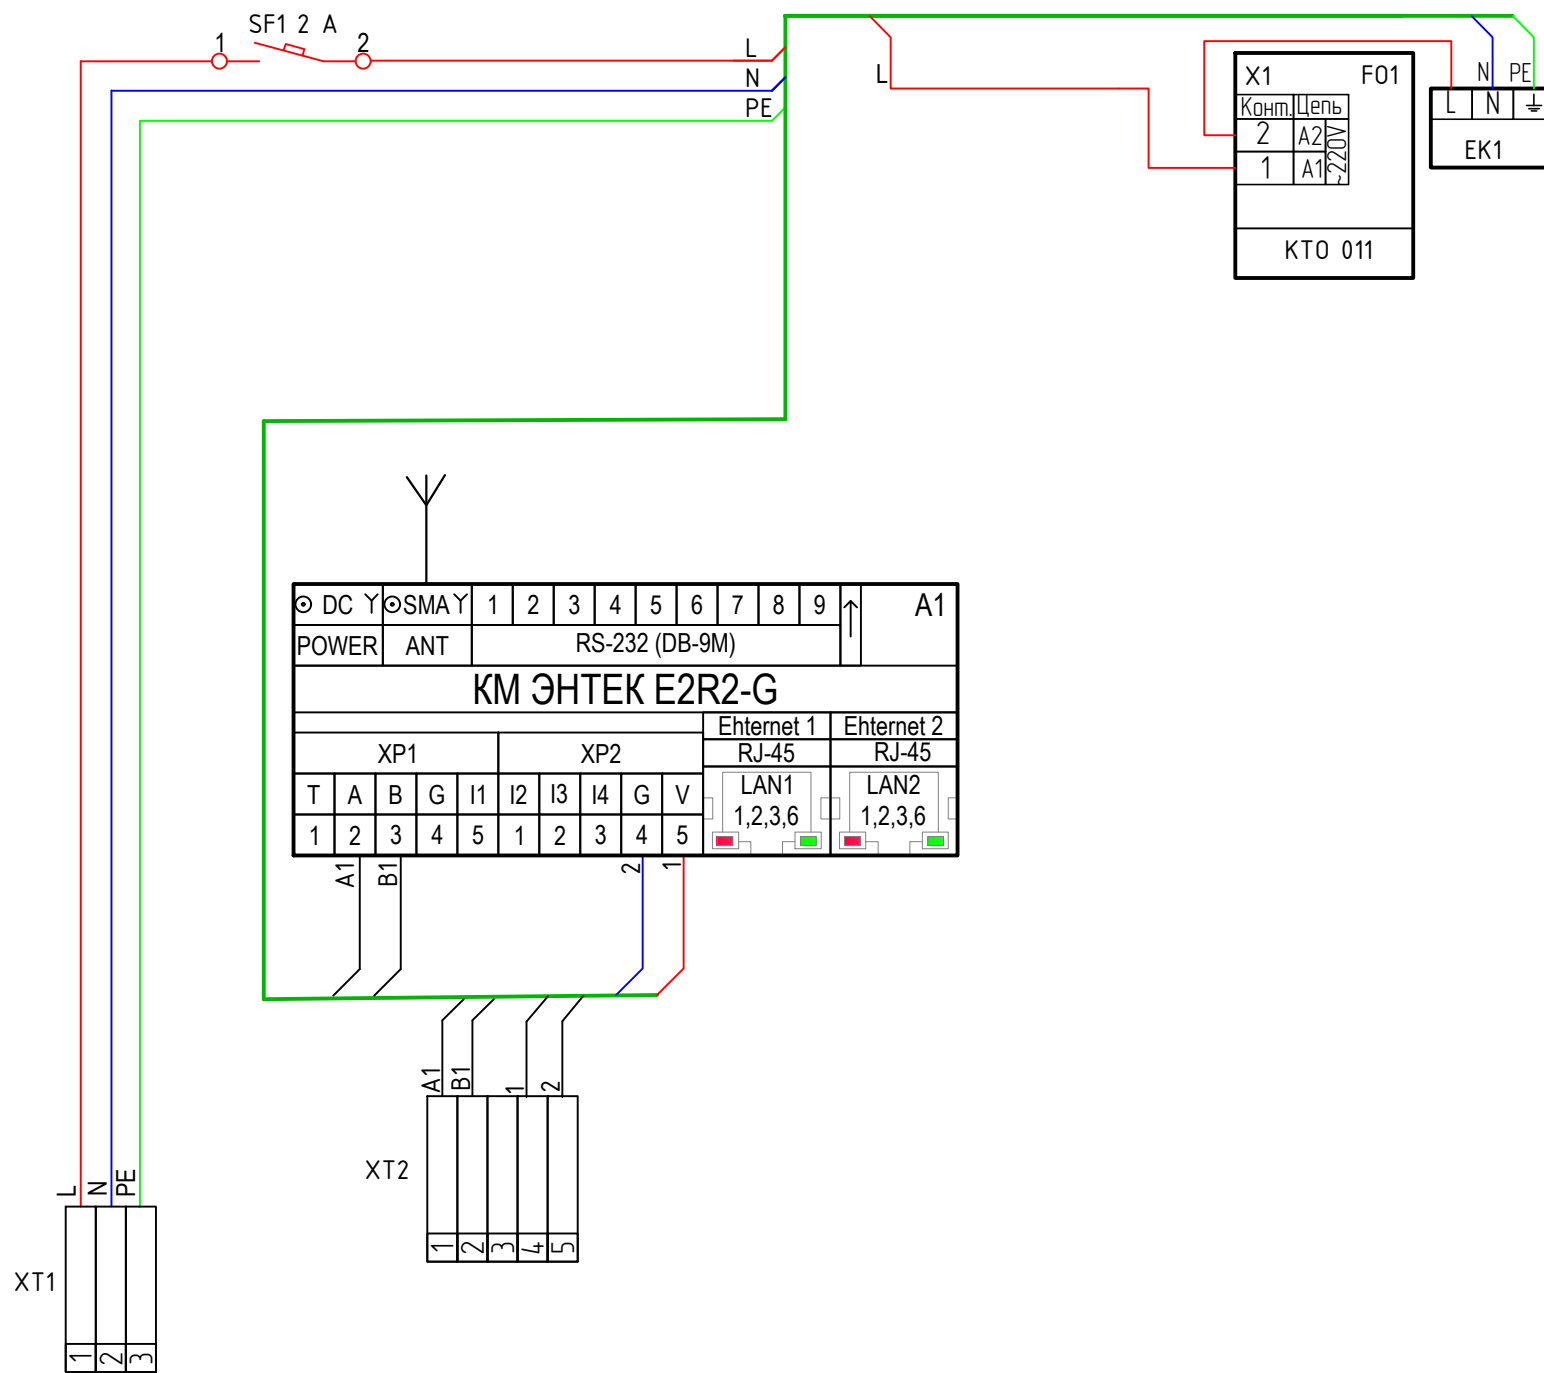 SF1 2 A
1 2
L
N
PE
L
X1 F01
Конт. Цепь
2 A2
1 A1
~220V
КТО 011
N PE
L N
EK1
DC SMA 1 2 3 4 5 6 7 8 9 A1
POWER ANT RS-232 (DB-9M)
КМ ЭНТЕК E2R2-G
Ehternet 1 Ehternet 2
XP1 XP2 RJ-45 RJ-45
T A B G I1 I2 I3 I4 G V LAN1 LAN2
1,2,3,6 1,2,3,6
1 2 3 4 5 1 2 3 4 5
A1 B1 2 1
A1 B1 1 2
XT2
1 2 3 4 5
L N PE
XT1
1 2 3